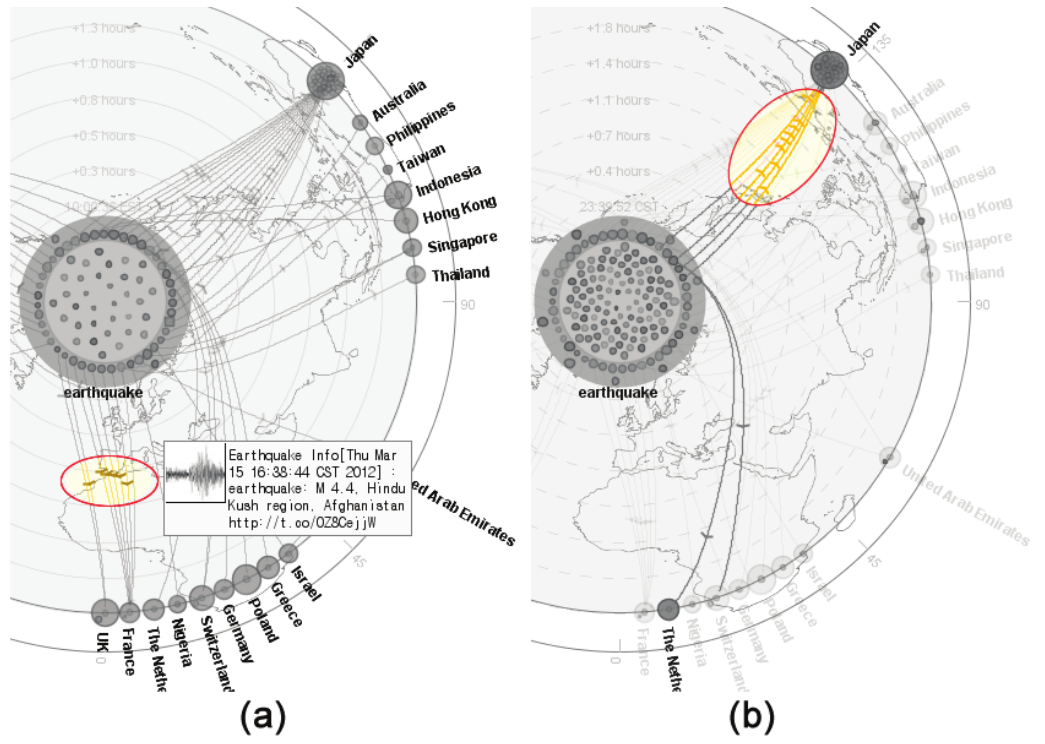 +1.3 hours
+1.0 hours
+0.8 hours
+0.5 hours
+0.3 hours
Japan
Australia
Philippines
Taiwan
Indonesia
Hong Kong
Singapore
Thailand
90
earthquake
Earthquake Info[Thu Mar
15 16:38:44 CST 2012] :
earthquake: M 4.4, Hindu
Kush region, Afghanistan
http://t.co/OZ8CejjW
ed Arab Emirates
45
Israel
Greece
Poland
Germany
Switzerland
Nigeria
The Nethe
France
UK
0
(a)
+1.8 hours
+1.4 hours
+1.1 hours
+0.7 hours
+0.4 hours
23:39:52 CST
Japan
135
Australia
Philippines
Taiwan
Indonesia
Hong Kong
Singapore
Thailand
90
earthquake
United Arab Emirates
45
Israel
Greece
Poland
Germany
Switzerland
Nigeria
The Nethe
France
0
(b)